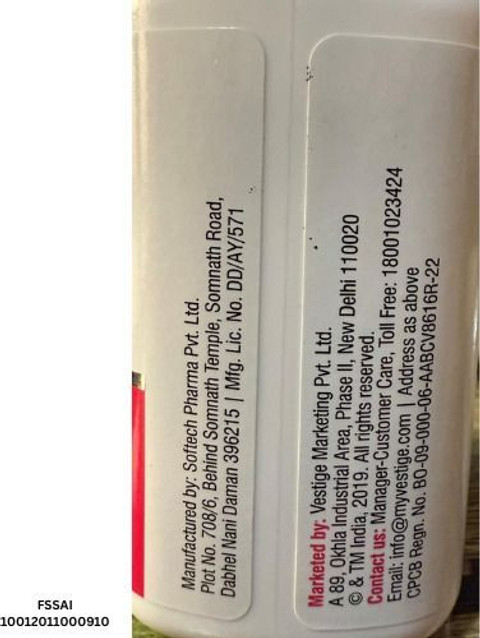 Manufactured by: Softech Pharma Pvt. Ltd.
Plot No. 708/6, Behind Somnath Temple, Somnath Road,
Dabhel Nani Daman 396215 | Mfg. Lic. No. DD/AY/571
Marketed by: Vestige Marketing Pvt. Ltd.
A 89, Okhla Industrial Area, Phase II, New Delhi 110020
© & TM India, 2019. All rights reserved.
Contact us: Manager-Customer Care, Toll Free: 18001023424
Email: info@myvestige.com | Address as above
CPCB Regn. No. BO-09-000-06-AABCV8616R-22
FSSAI
10012011000910